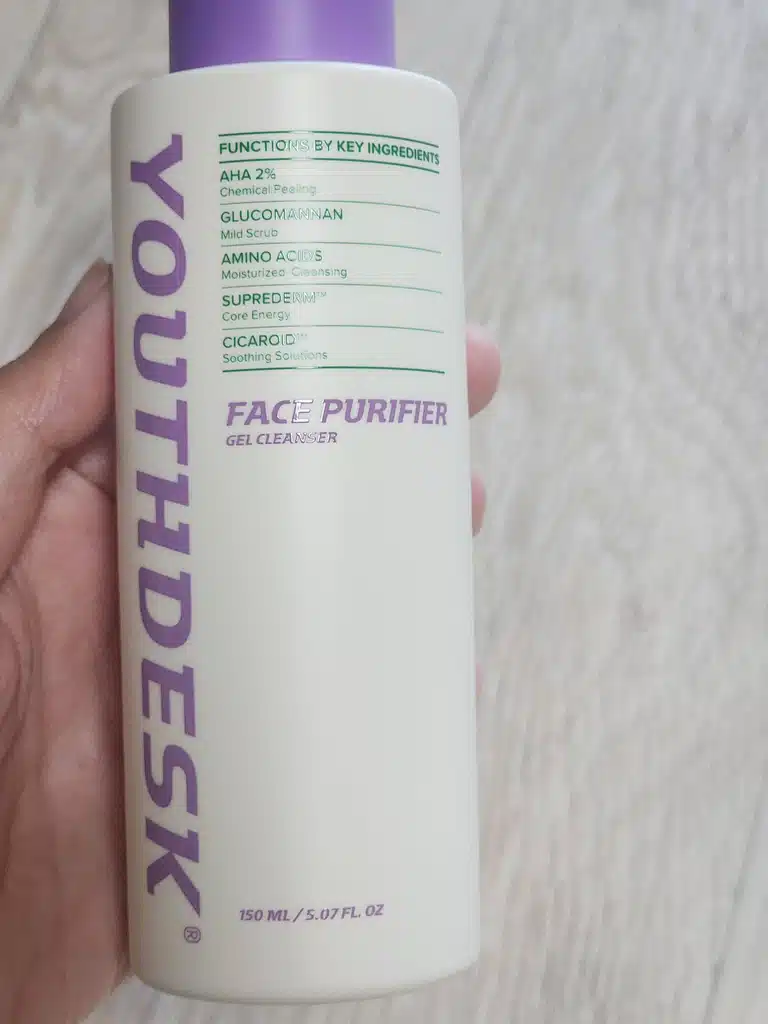 YOUTHDESK®
FUNCTIONS BY KEY INGREDIENTS
AHA 2%
Chemical Peeling
GLUCOMANNAN
Mild Scrub
AMINO ACIDS
Moisturized Cleansing
SUPREDERM™
Core Energy
CICAROID™
Soothing Solutions
FACE PURIFIER
GEL CLEANSER
150 ML / 5.07 FL. OZ